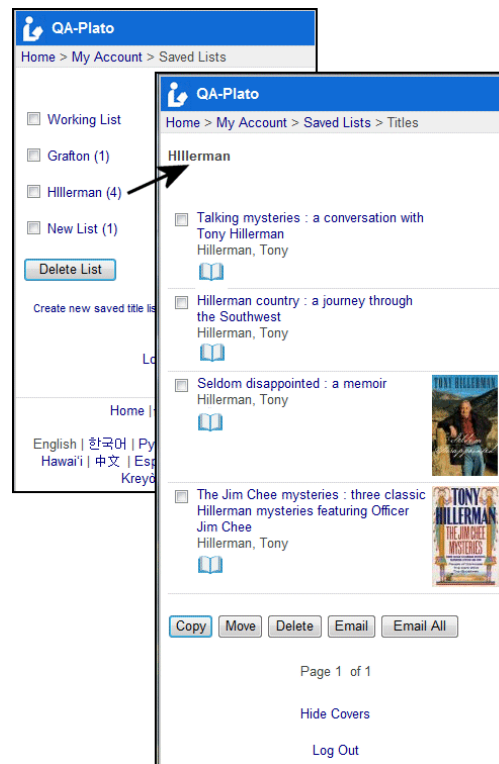 QA-Plato
Home > My Account > Saved Lists
Working List
Grafton (1)
HIllerman (4)
New List (1)
Delete List
Create new saved title lis
Lo
Home |
English | 한국어 | Ру
Hawai'i | 中文 | Esp
Kreyò
QA-Plato
Home > My Account > Saved Lists > Titles
HIllerman
Talking mysteries : a conversation with
Tony Hillerman
Hillerman, Tony
Hillerman country : a journey through
the Southwest
Hillerman, Tony
Seldom disappointed : a memoir
Hillerman, Tony
TONY HILLERMAN
Seldom
Disappointed
The Jim Chee mysteries : three classic
Hillerman mysteries featuring Officer
Jim Chee
Hillerman, Tony
TONY
HILLERMAN
THE JIM CHEE
MYSTERIES
Copy Move Delete Email Email All
Page 1 of 1
Hide Covers
Log Out